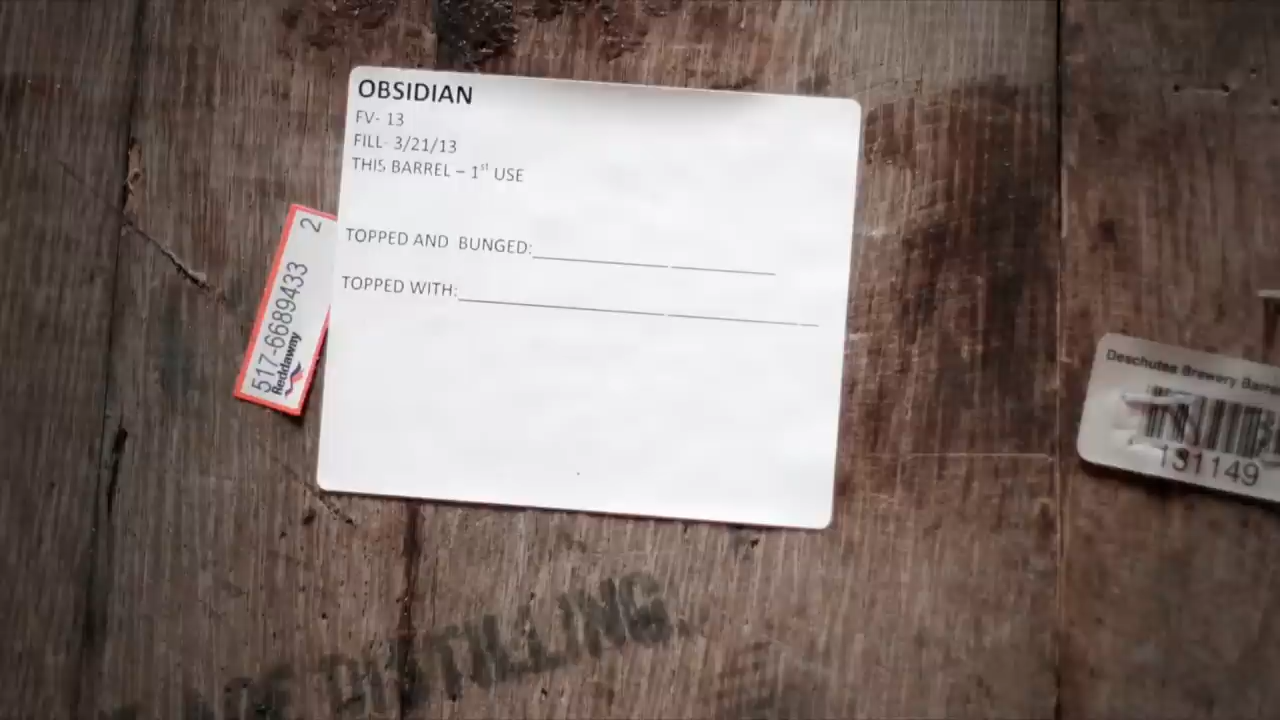 OBSIDIAN
FV- 13
FILL- 3/21/13
THIS BARREL – 1st USE
TOPPED AND BUNGED:
TOPPED WITH:
517-6689433 2
Reddaway
Deschutes Brewery
131149
DISTILLING